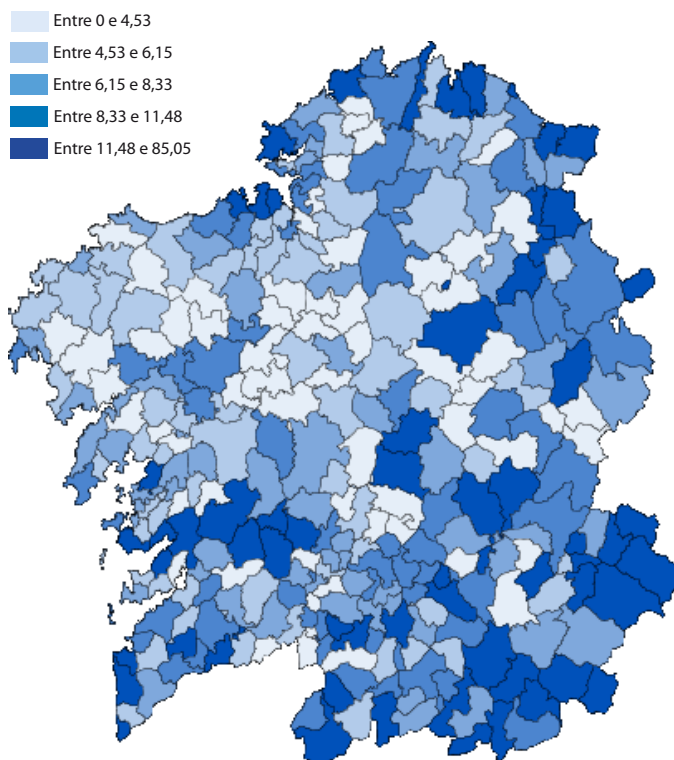 Entre 0 e 4,53
Entre 4,53 e 6,15
Entre 6,15 e 8,33
Entre 8,33 e 11,48
Entre 11,48 e 85,05